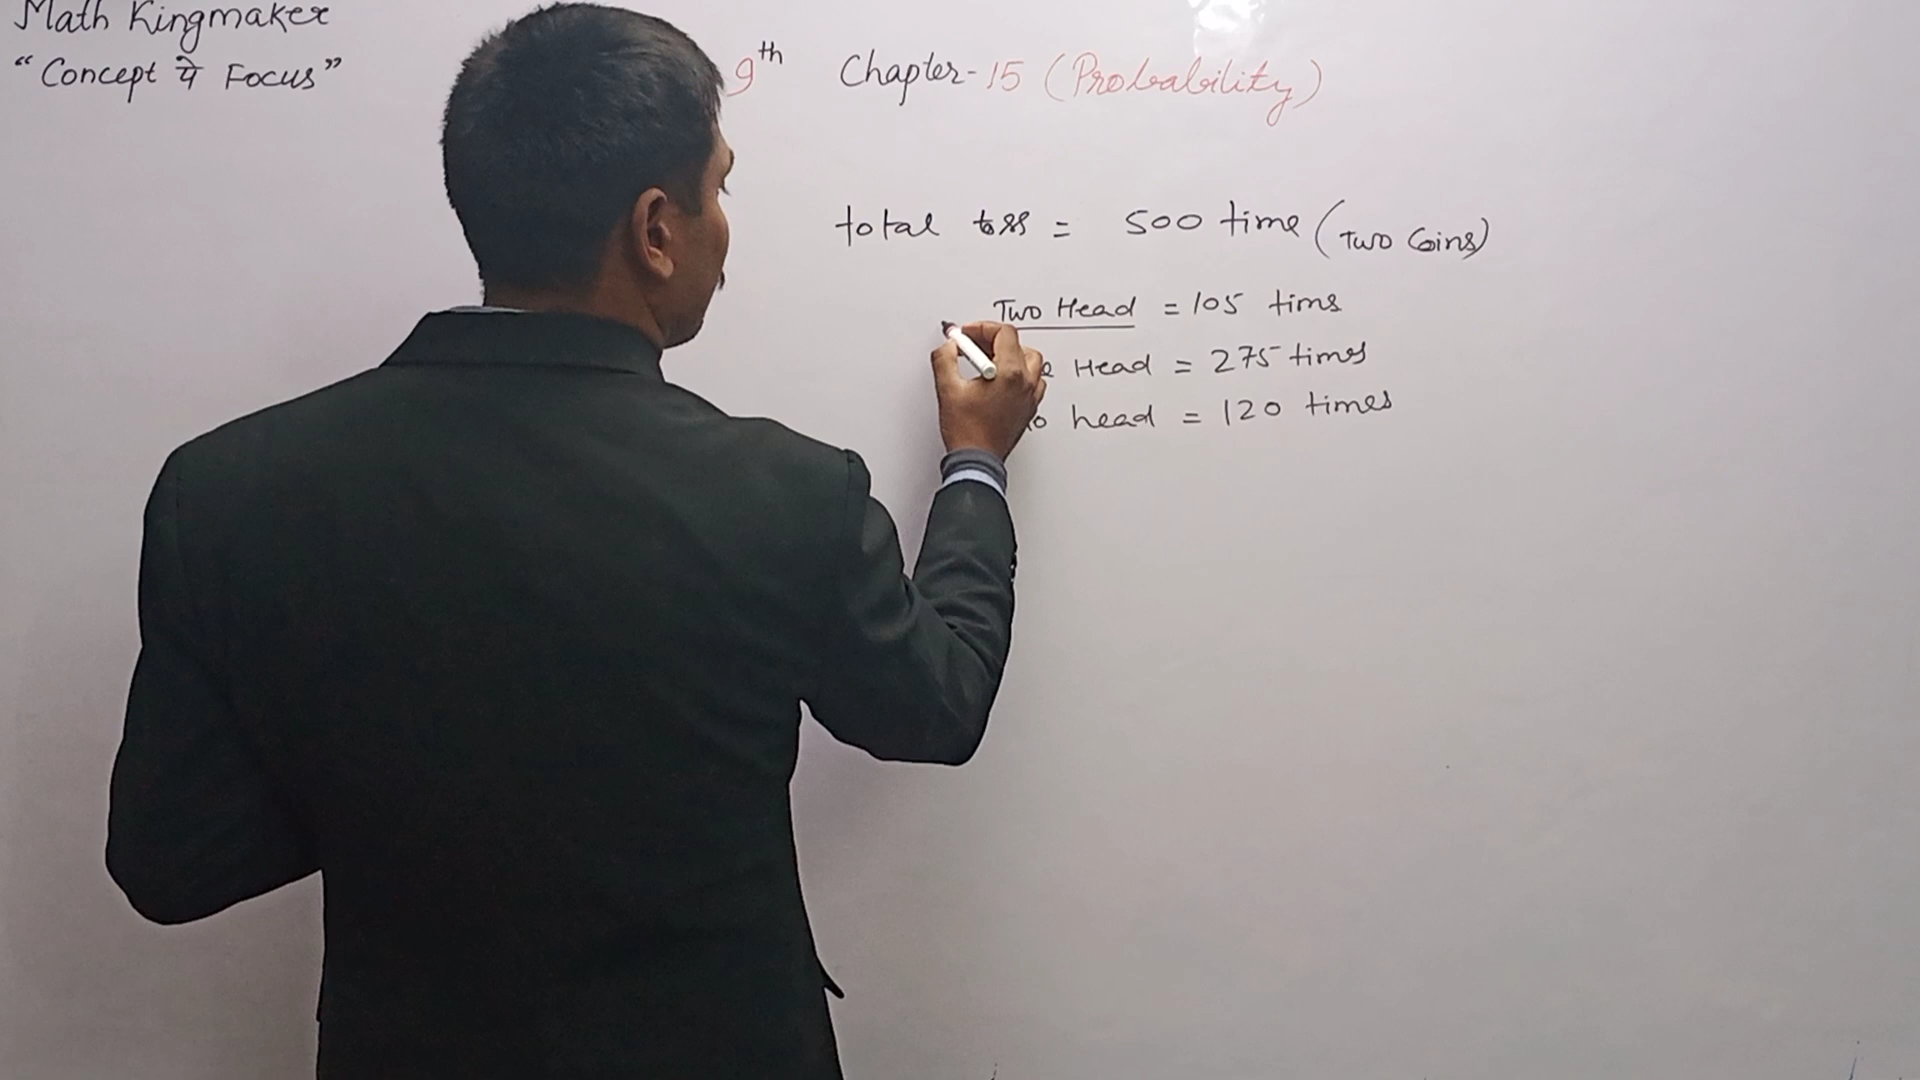 Math Kingmaker
"Concept पे Focus"
9th Chapter-15 (Probability)
total toss = 500 time (Two Coins)
Two Head = 105 tims
Head = 275 times
head = 120 times